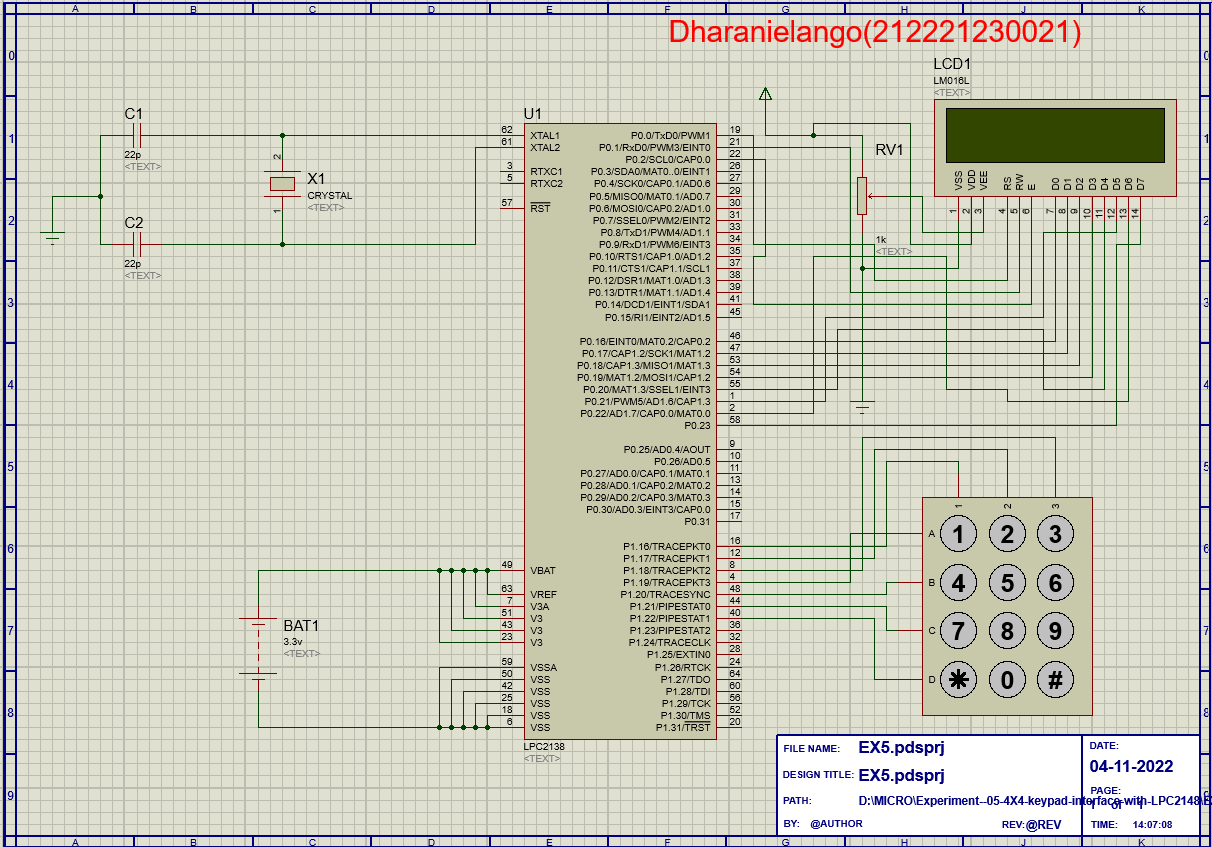 A B C D E F G H J K
Dharanielango(212221230021)
0 0
LCD1
LM016L
<TEXT>
C1
22p
<TEXT>
C2
22p
<TEXT>
2
1
X1
CRYSTAL
<TEXT>
RV1
1k
<TEXT>
VSS VDD VEE RS RW E D0 D1 D2 D3 D4 D5 D6 D7
1 2 3 4 5 6 7 8 9 10 11 12 13 14
1 1
2 2
3 3
4 4
5 5
6 6
7 7
8 8
9
U1
62 XTAL1
61 XTAL2
3 RTXC1
5 RTXC2
57 RST
49 VBAT
63 VREF
7 V3A
51 V3
43 V3
23 V3
59 VSSA
50 VSS
42 VSS
25 VSS
18 VSS
6 VSS
P0.0/TxD0/PWM1 19
P0.1/RxD0/PWM3/EINT0 21
P0.2/SCL0/CAP0.0 22
P0.3/SDA0/MAT0..0/EINT1 26
P0.4/SCK0/CAP0.1/AD0.6 27
P0.5/MISO0/MAT0.1/AD0.7 29
P0.6/MOSI0/CAP0.2/AD1.0 30
P0.7/SSEL0/PWM2/EINT2 31
P0.8/TxD1/PWM4/AD1.1 33
P0.9/RxD1/PWM6/EINT3 34
P0.10/RTS1/CAP1.0/AD1.2 35
P0.11/CTS1/CAP1.1/SCL1 37
P0.12/DSR1/MAT1.0/AD1.3 38
P0.13/DTR1/MAT1.1/AD1.4 39
P0.14/DCD1/EINT1/SDA1 41
P0.15/RI1/EINT2/AD1.5 45
P0.16/EINT0/MAT0.2/CAP0.2 46
P0.17/CAP1.2/SCK1/MAT1.2 47
P0.18/CAP1.3/MISO1/MAT1.3 53
P0.19/MAT1.2/MOSI1/CAP1.2 54
P0.20/MAT1.3/SSEL1/EINT3 55
P0.21/PWM5/AD1.6/CAP1.3 1
P0.22/AD1.7/CAP0.0/MAT0.0 2
P0.23 58
P0.25/AD0.4/AOUT 9
P0.26/AD0.5 10
P0.27/AD0.0/CAP0.1/MAT0.1 11
P0.28/AD0.1/CAP0.2/MAT0.2 13
P0.29/AD0.2/CAP0.3/MAT0.3 14
P0.30/AD0.3/EINT3/CAP0.0 15
P0.31 17
P1.16/TRACEPKT0 16
P1.17/TRACEPKT1 12
P1.18/TRACEPKT2 8
P1.19/TRACEPKT3 4
P1.20/TRACESYNC 48
P1.21/PIPESTAT0 44
P1.22/PIPESTAT1 40
P1.23/PIPESTAT2 36
P1.24/TRACECLK 32
P1.25/EXTIN0 28
P1.26/RTCK 24
P1.27/TDO 64
P1.28/TDI 60
P1.29/TCK 56
P1.30/TMS 52
P1.31/TRST 20
LPC2138
<TEXT>
BAT1
3.3v
<TEXT>
1 2 3
A 1 2 3
B 4 5 6
C 7 8 9
D * 0 #
FILE NAME: EX5.pdsprj
DESIGN TITLE: EX5.pdsprj
PATH: D:\MICRO\Experiment--05-4X4-keypad-interface-with-LPC2148\E
BY: @AUTHOR
REV:@REV
DATE:
04-11-2022
PAGE:
of
TIME: 14:07:08
A B C D E F G H J K